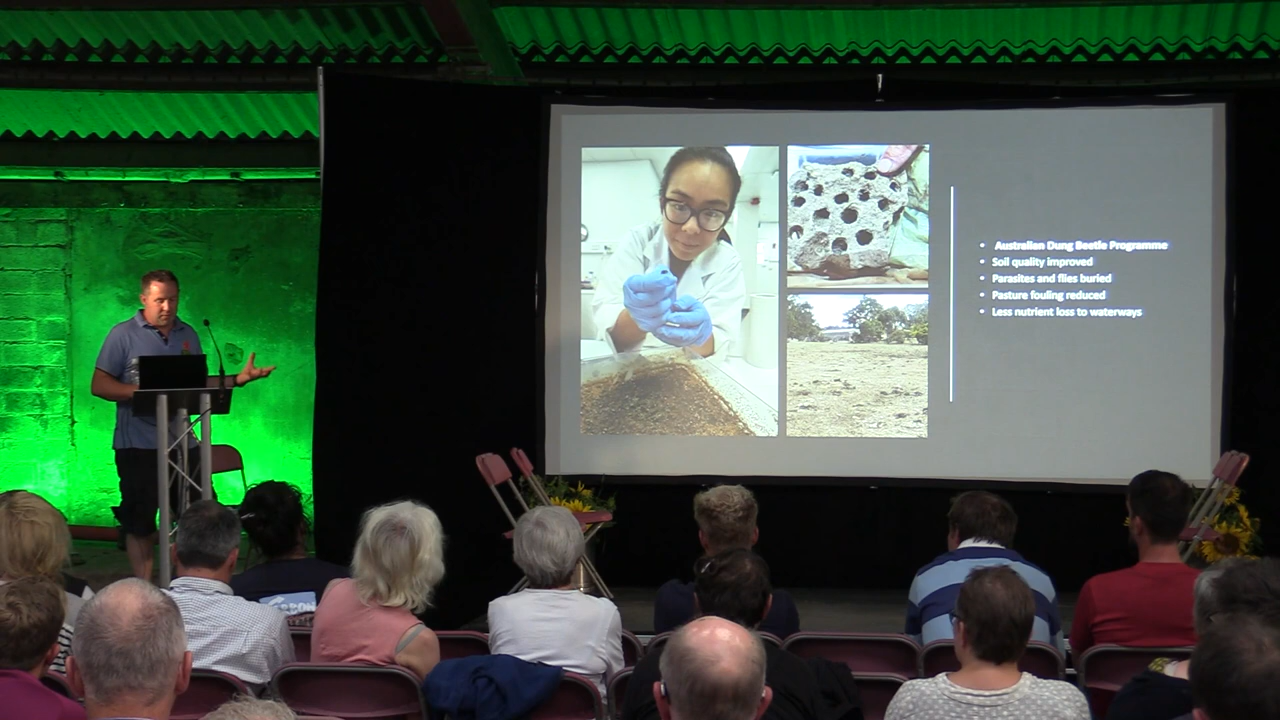 • Australian Dung Beetle Programme
• Soil quality improved
• Parasites and flies buried
• Pasture fouling reduced
• Less nutrient loss to waterways